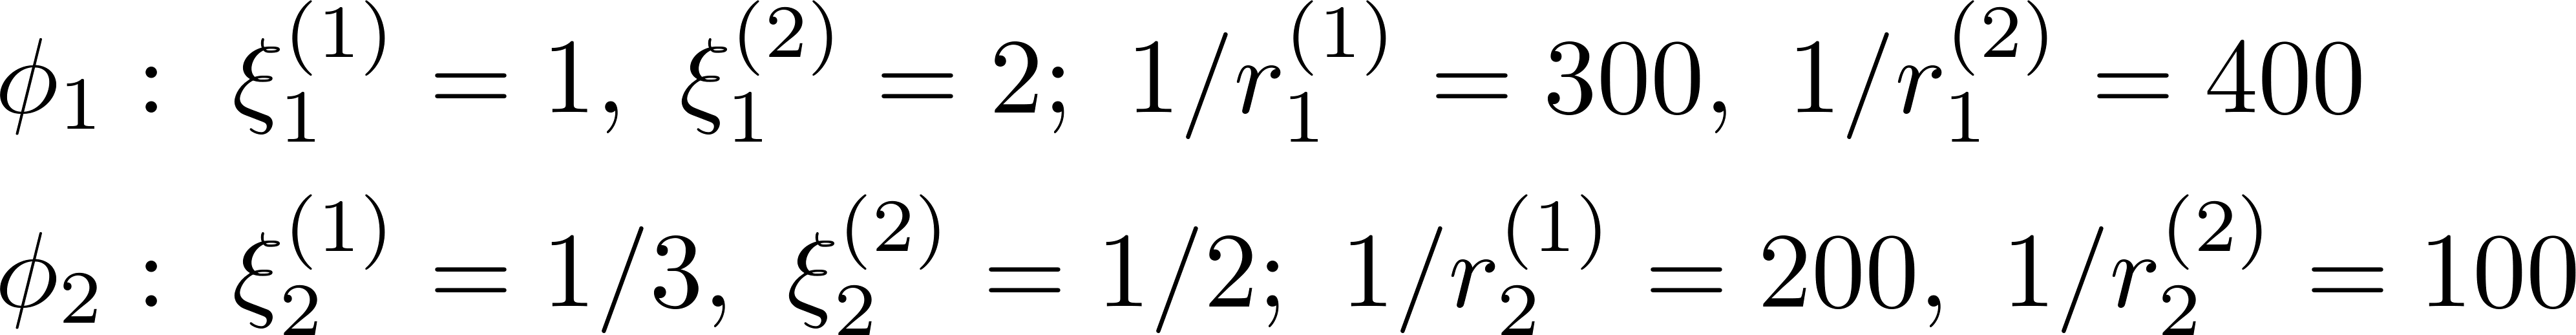 ϕ₁ : ξ₁⁽¹⁾ = 1, ξ₁⁽²⁾ = 2; 1/r₁⁽¹⁾ = 300, 1/r₁⁽²⁾ = 400
ϕ₂ : ξ₂⁽¹⁾ = 1/3, ξ₂⁽²⁾ = 1/2; 1/r₂⁽¹⁾ = 200, 1/r₂⁽²⁾ = 100